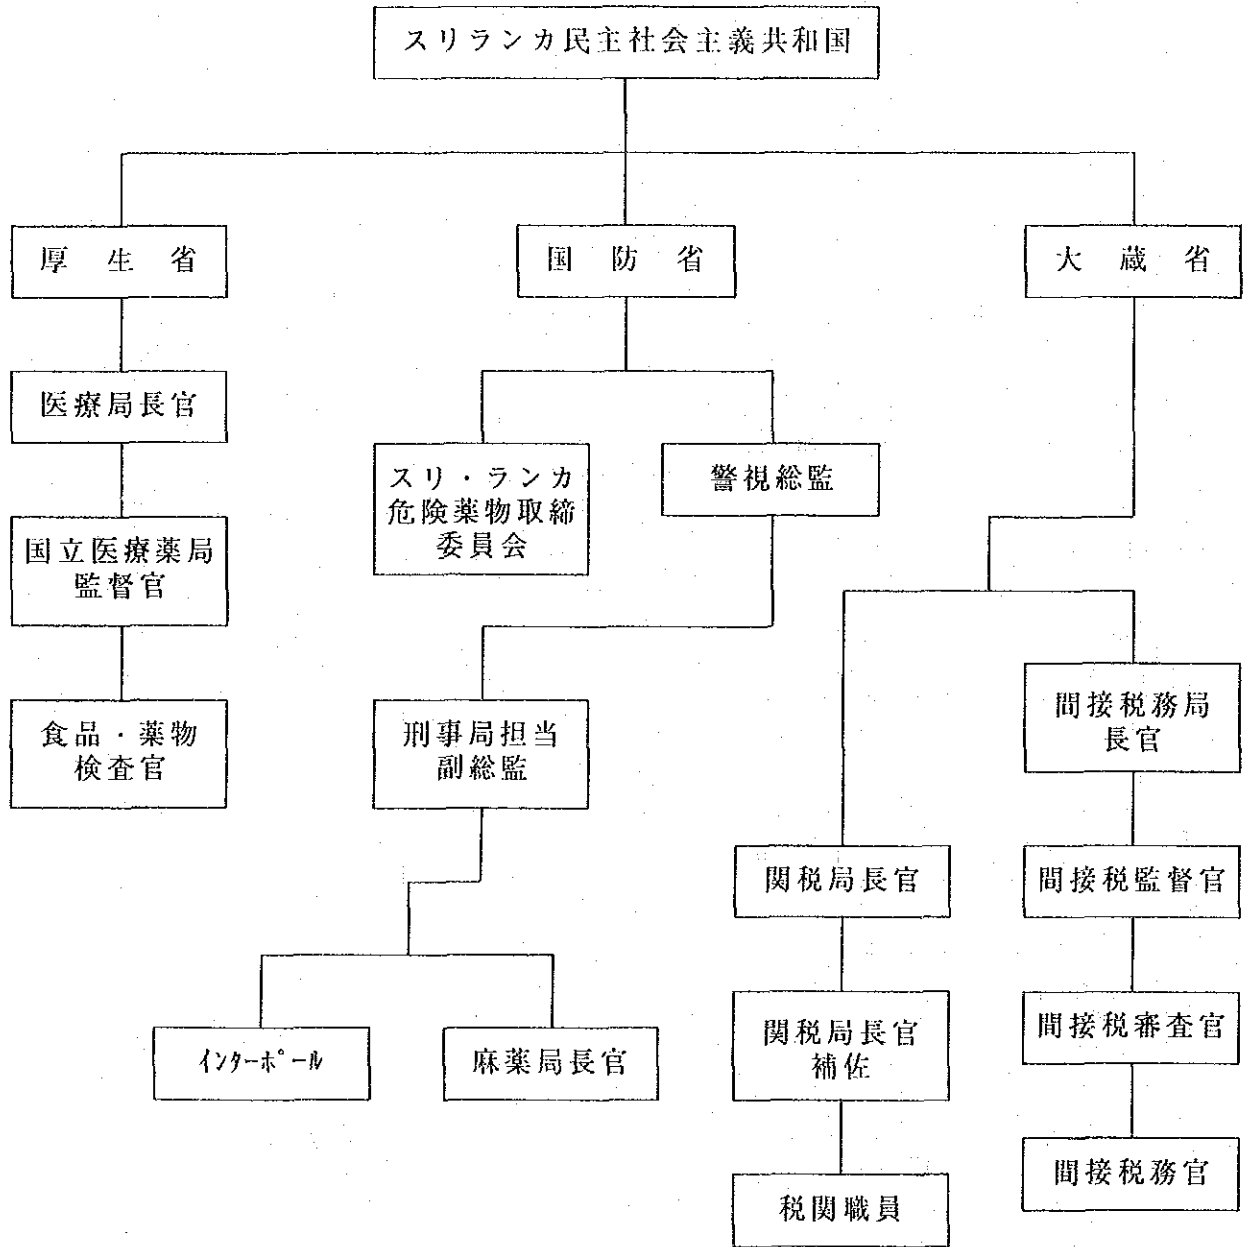 スリランカ民主社会主義共和国
厚生省
国防省
大蔵省
医療局長官
スリ・ランカ
危険薬物取締
委員会
警視総監
国立医療薬局
監督官
食品・薬物
検査官
刑事局担当
副総監
間接税務局
長官
関税局長官
間接税監督官
インターポール
麻薬局長官
関税局長官
補佐
間接税審査官
税関職員
間接税務官